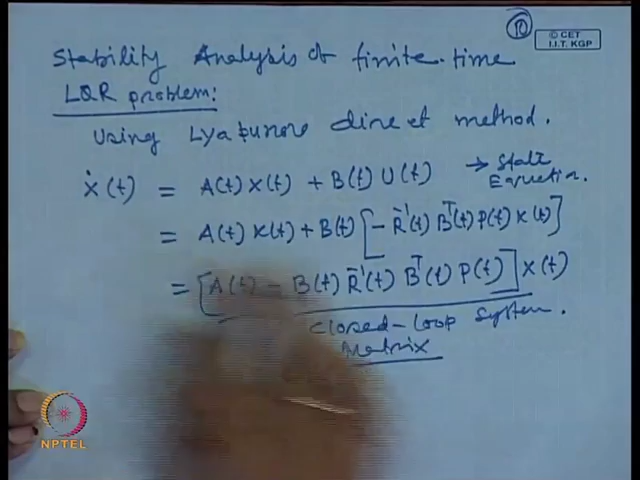 10
© CET
I.I.T. KGP
Stability Analysis of finite-time
LQR problem:
Using Lyapunovs direct method.
ẋ(t) = A(t) x(t) + B(t) U(t) → State Equation.
= A(t) x(t) + B(t) [- R⁻¹(t) Bᵀ(t) P(t) x(t)]
= [A(t) - B(t) R⁻¹(t) Bᵀ(t) P(t)] x(t)
closed-loop system.
Matrix
NPTEL